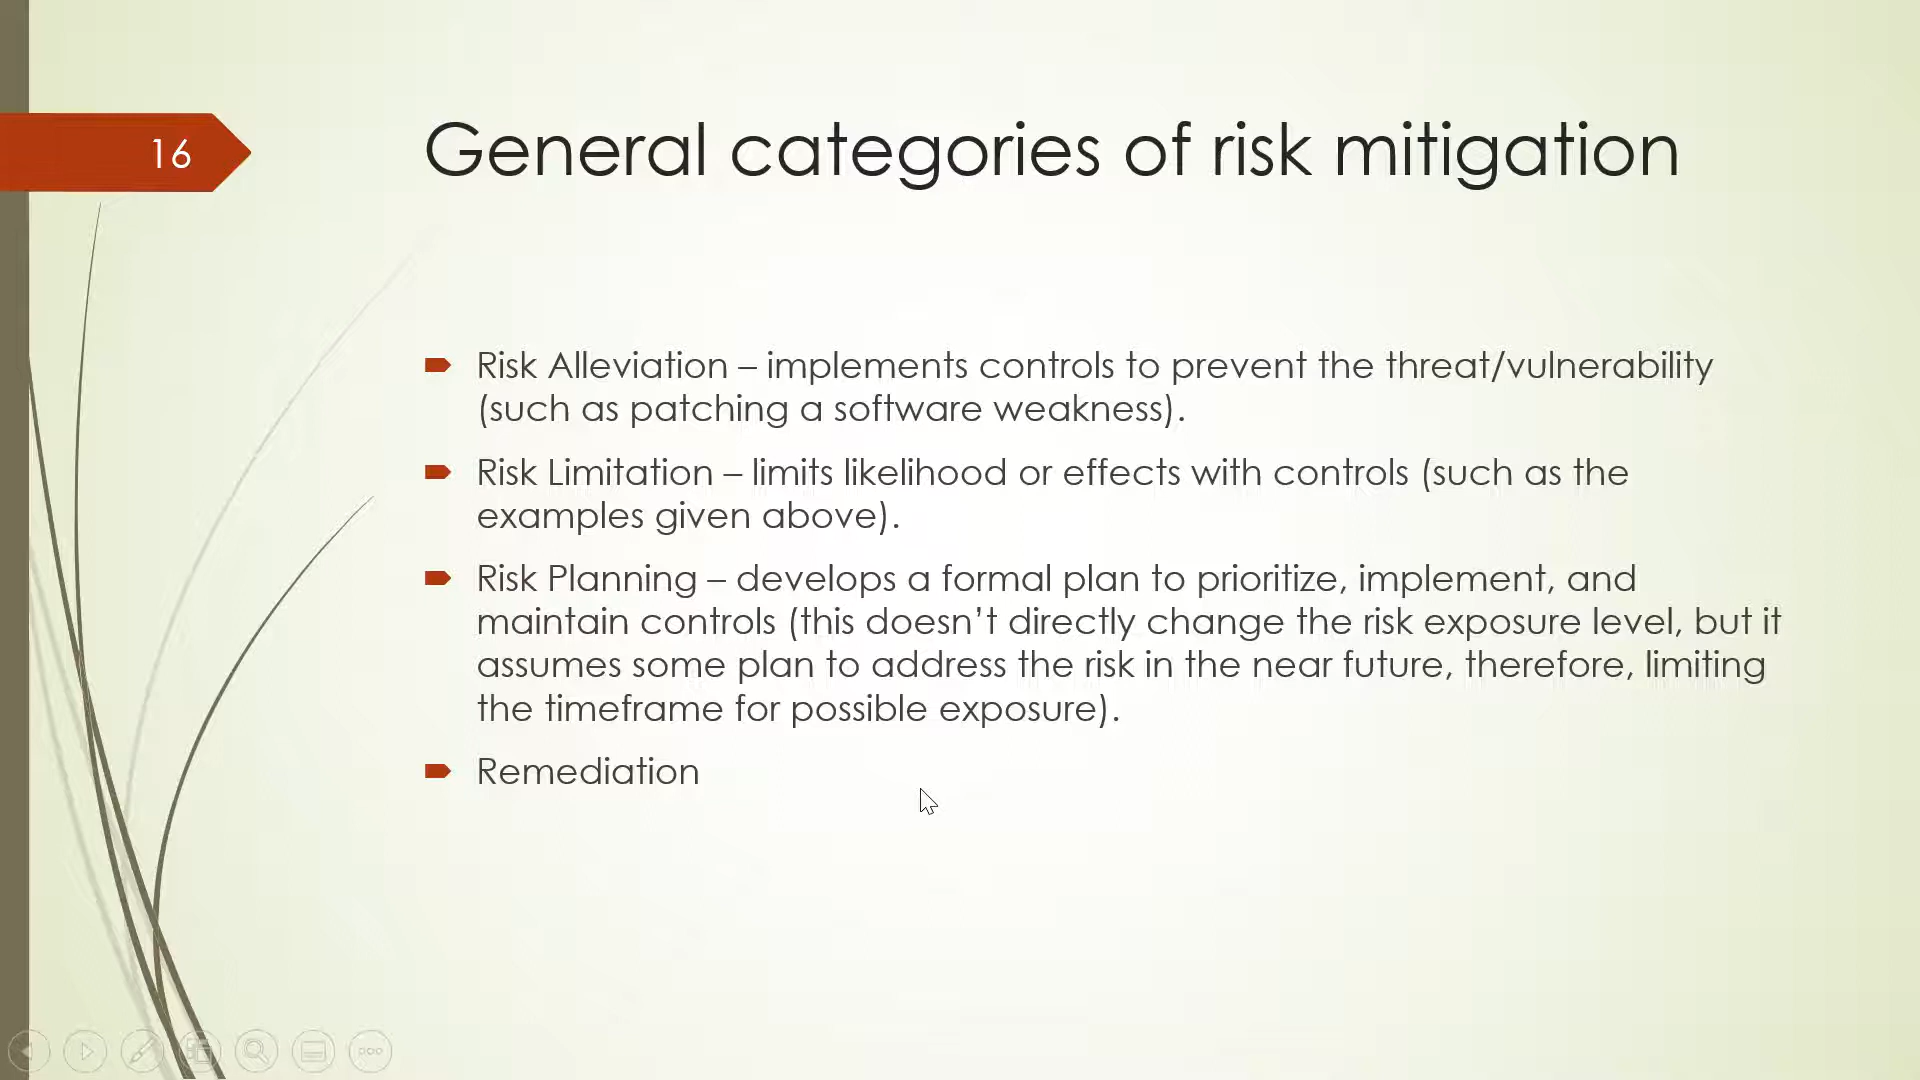 16
General categories of risk mitigation
Risk Alleviation – implements controls to prevent the threat/vulnerability
(such as patching a software weakness).
Risk Limitation – limits likelihood or effects with controls (such as the
examples given above).
Risk Planning – develops a formal plan to prioritize, implement, and
maintain controls (this doesn’t directly change the risk exposure level, but it
assumes some plan to address the risk in the near future, therefore, limiting
the timeframe for possible exposure).
Remediation